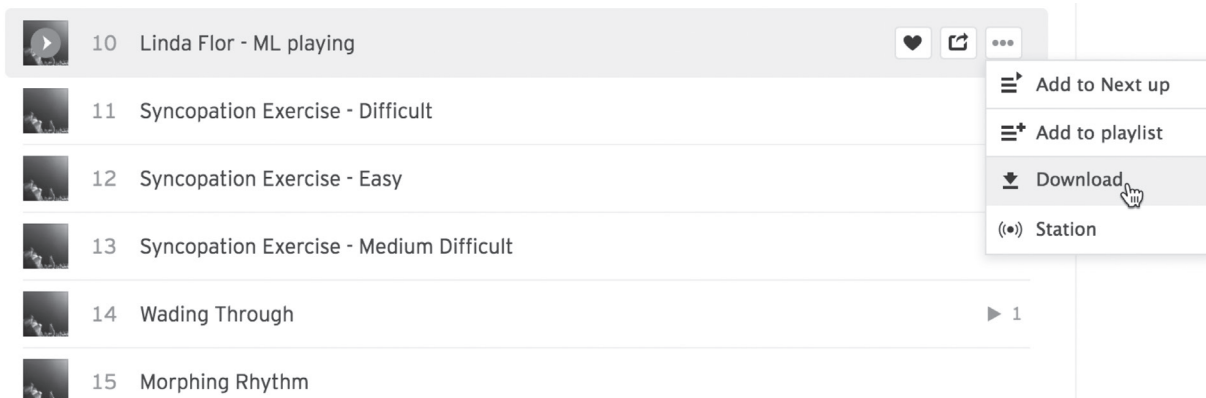 10 Linda Flor - ML playing
Add to Next up
11 Syncopation Exercise - Difficult
Add to playlist
12 Syncopation Exercise - Easy
Download
Station
13 Syncopation Exercise - Medium Difficult
14 Wading Through 1
15 Morphing Rhythm